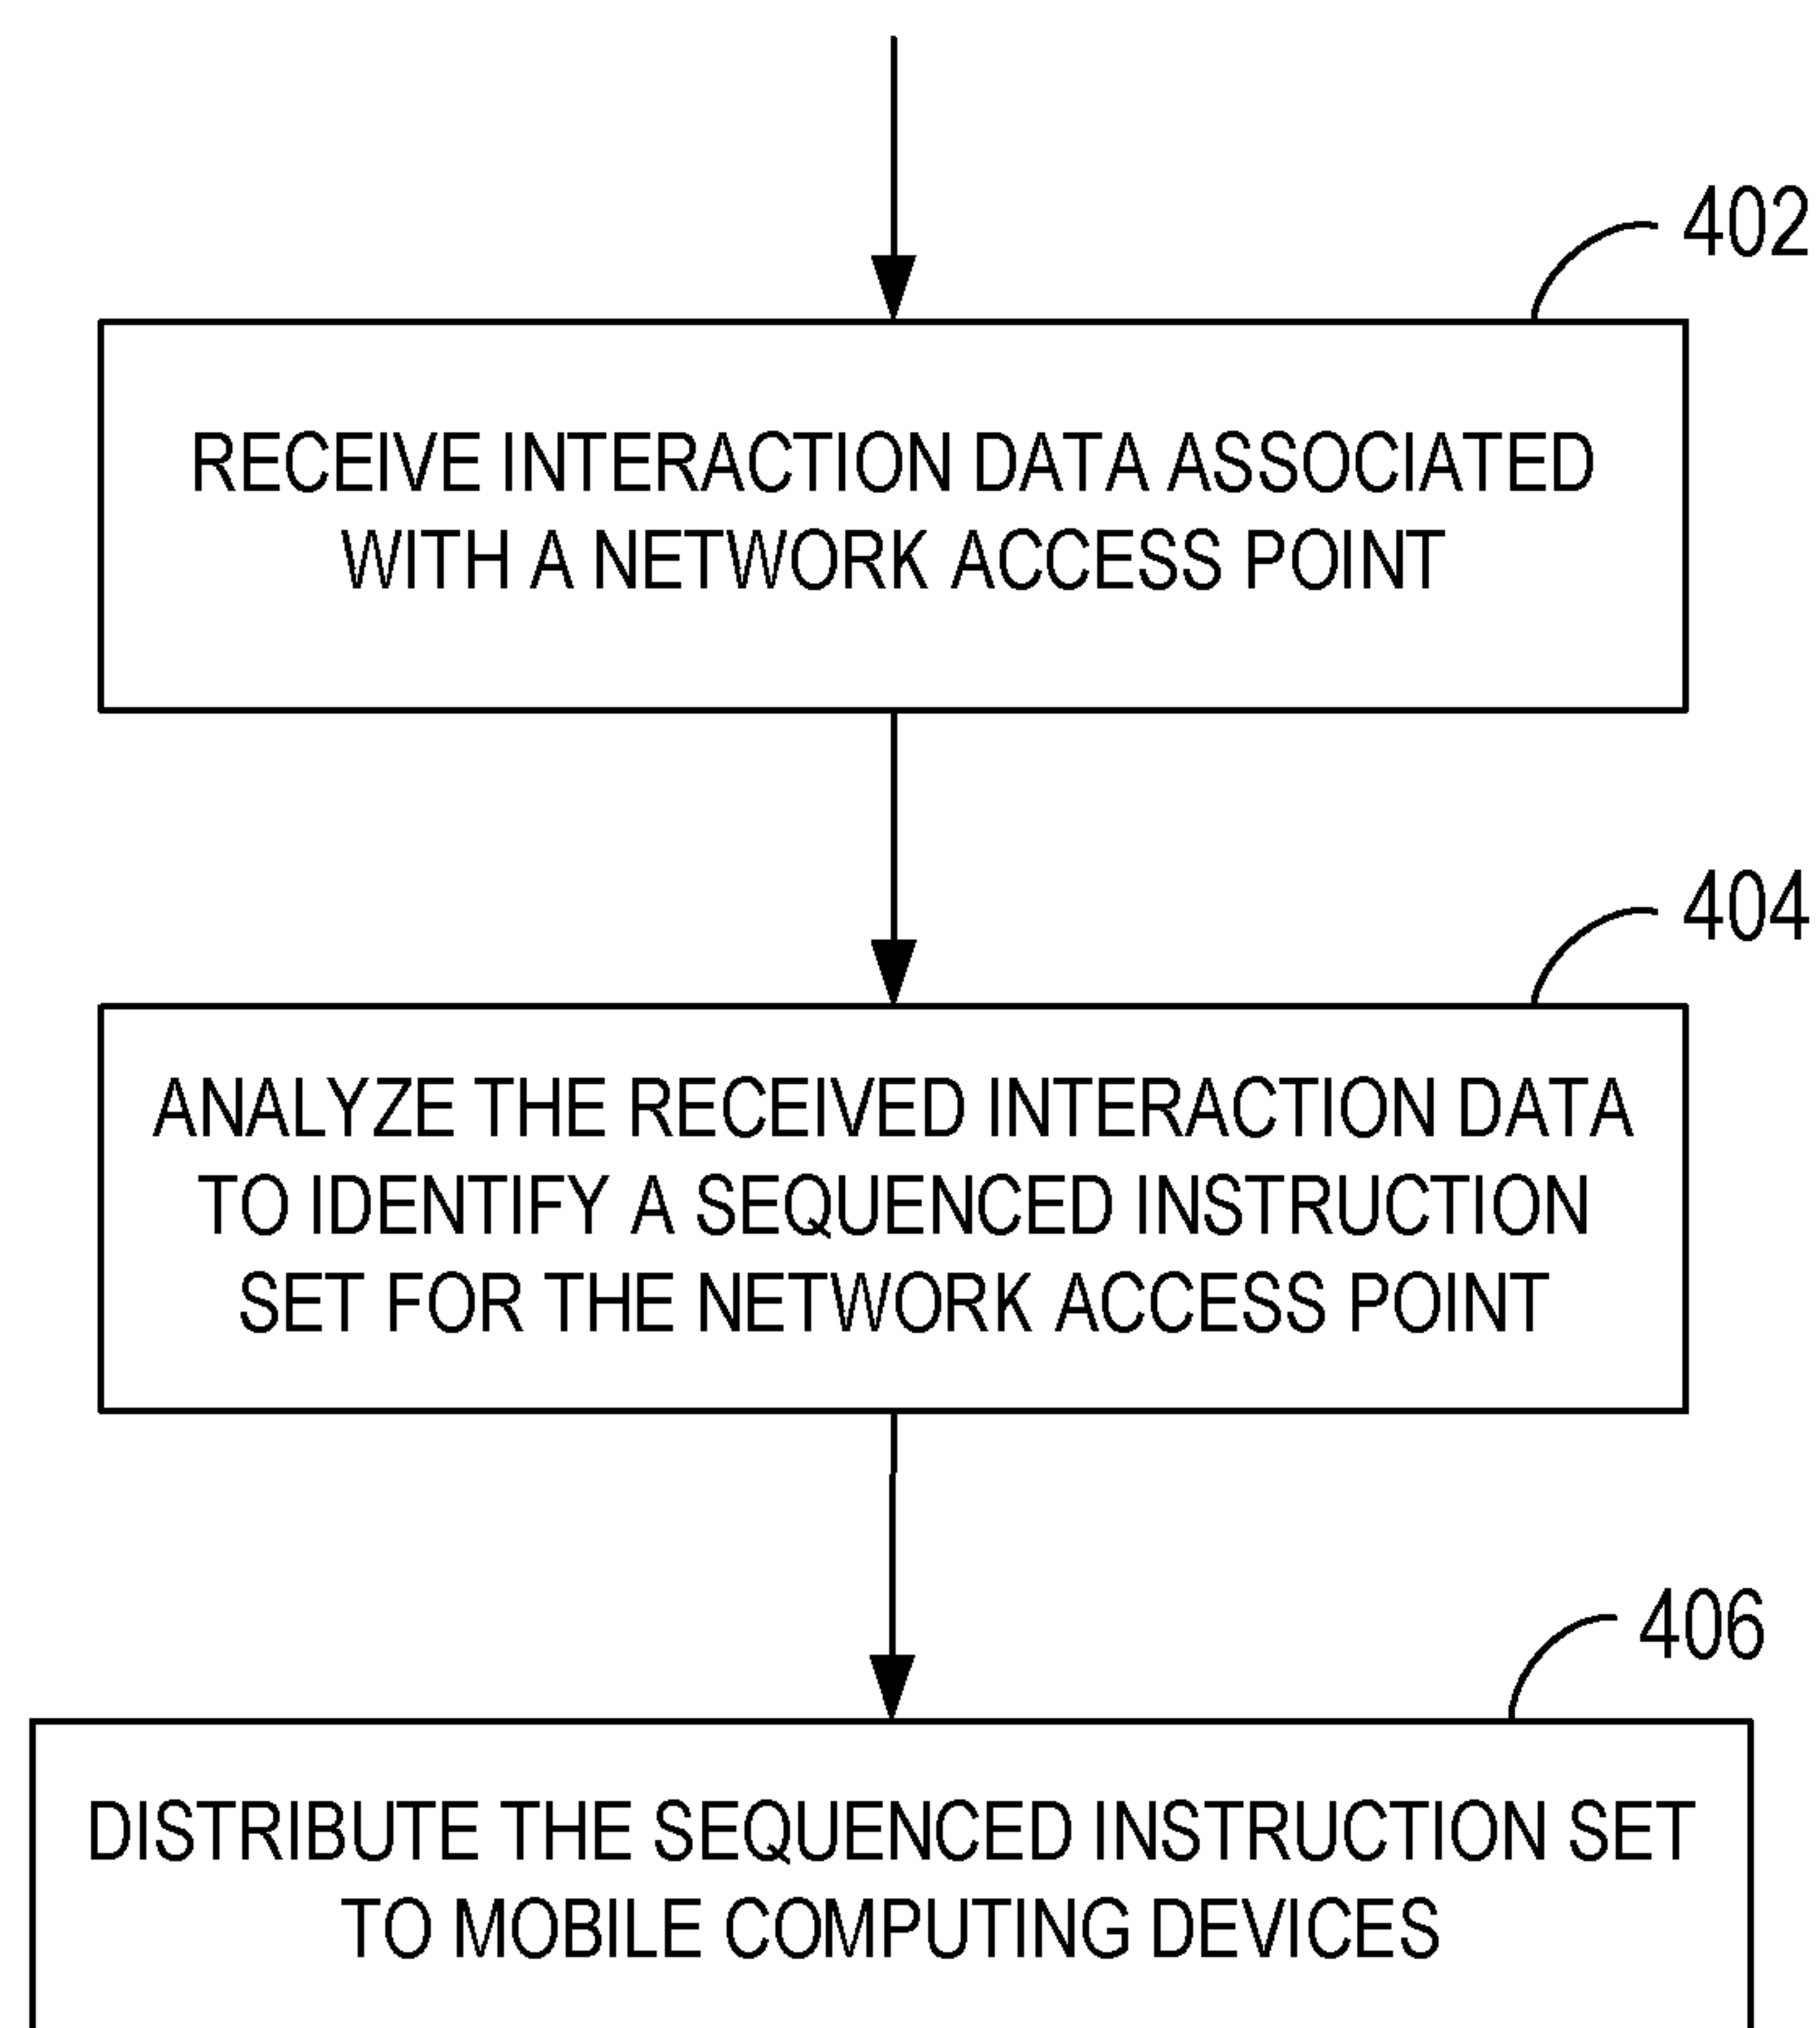 402
RECEIVE INTERACTION DATA ASSOCIATED
WITH A NETWORK ACCESS POINT
404
ANALYZE THE RECEIVED INTERACTION DATA
TO IDENTIFY A SEQUENCED INSTRUCTION
SET FOR THE NETWORK ACCESS POINT
406
DISTRIBUTE THE SEQUENCED INSTRUCTION SET
TO MOBILE COMPUTING DEVICES